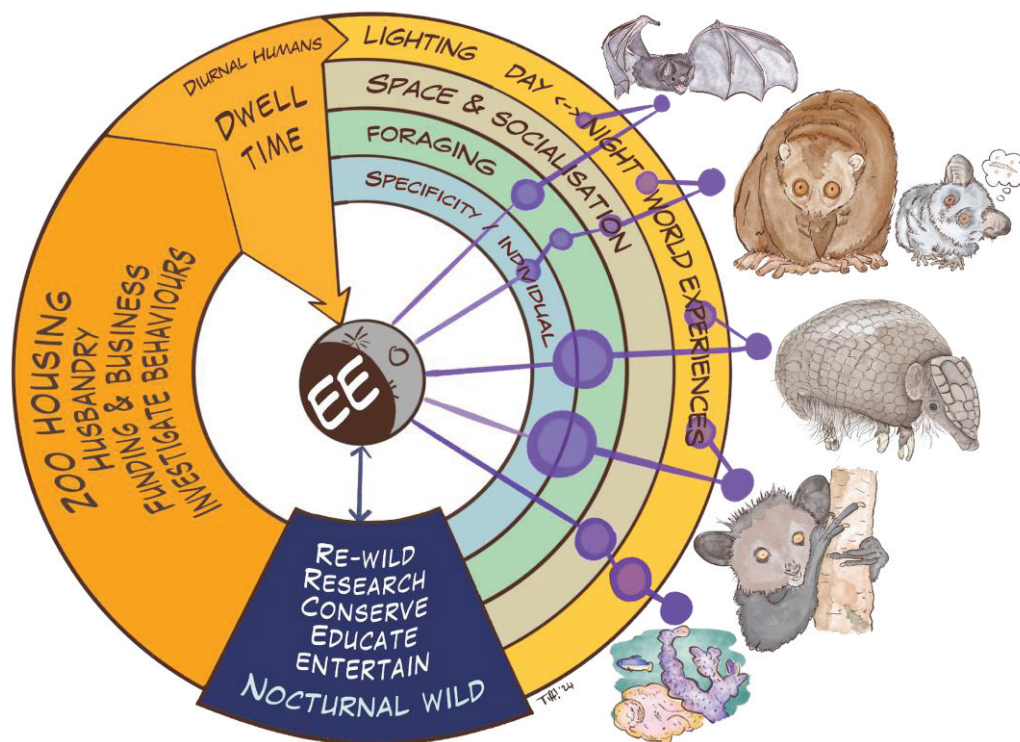 DIURNAL HUMANS
DWELL
TIME
LIGHTING DAY <-> NIGHT WORLD EXPERIENCES
SPACE & SOCIALISATION
FORAGING
SPECIFICITY INDIVIDUAL
ZOO HOUSING
HUSBANDRY
FUNDING & BUSINESS
INVESTIGATE BEHAVIOURS
EE
RE-WILD
RESEARCH
CONSERVE
EDUCATE
ENTERTAIN
NOCTURNAL WILD